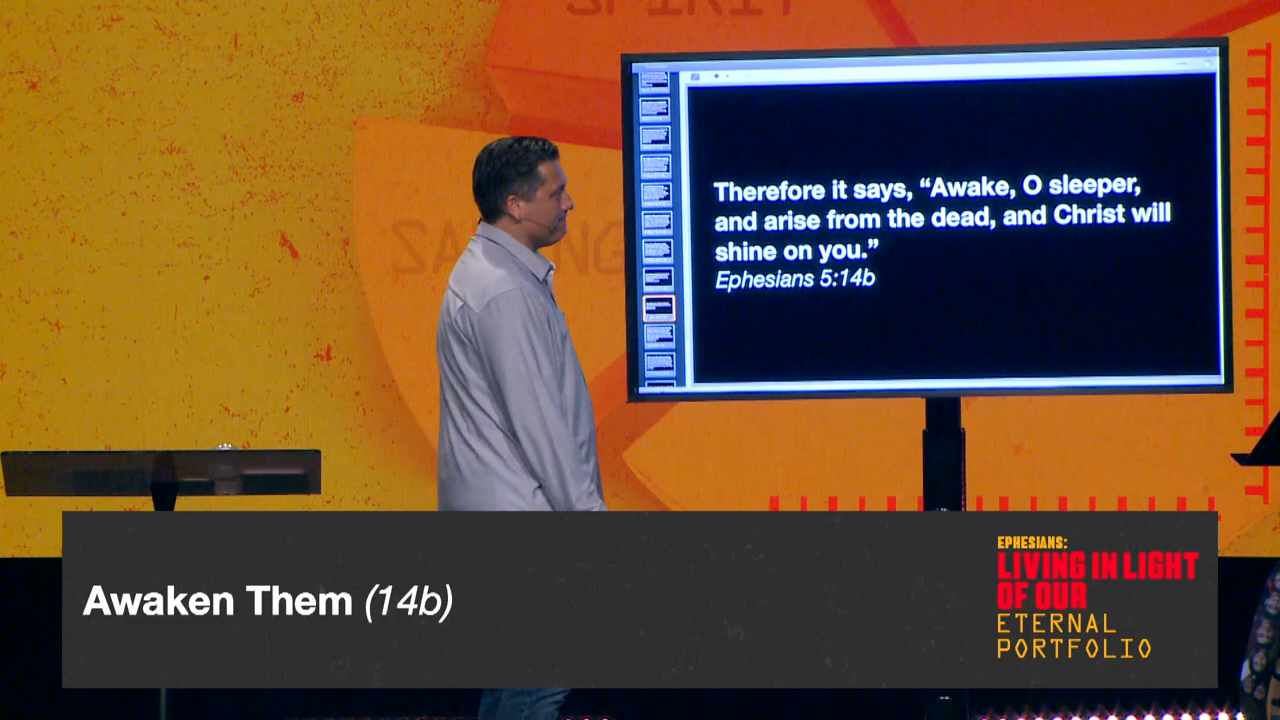 SPIRIT
Therefore it says, “Awake, O sleeper,
and arise from the dead, and Christ will
shine on you.”
Ephesians 5:14b
Awaken Them (14b)
EPHESIANS:
LIVING IN LIGHT
OF OUR
ETERNAL
PORTFOLIO